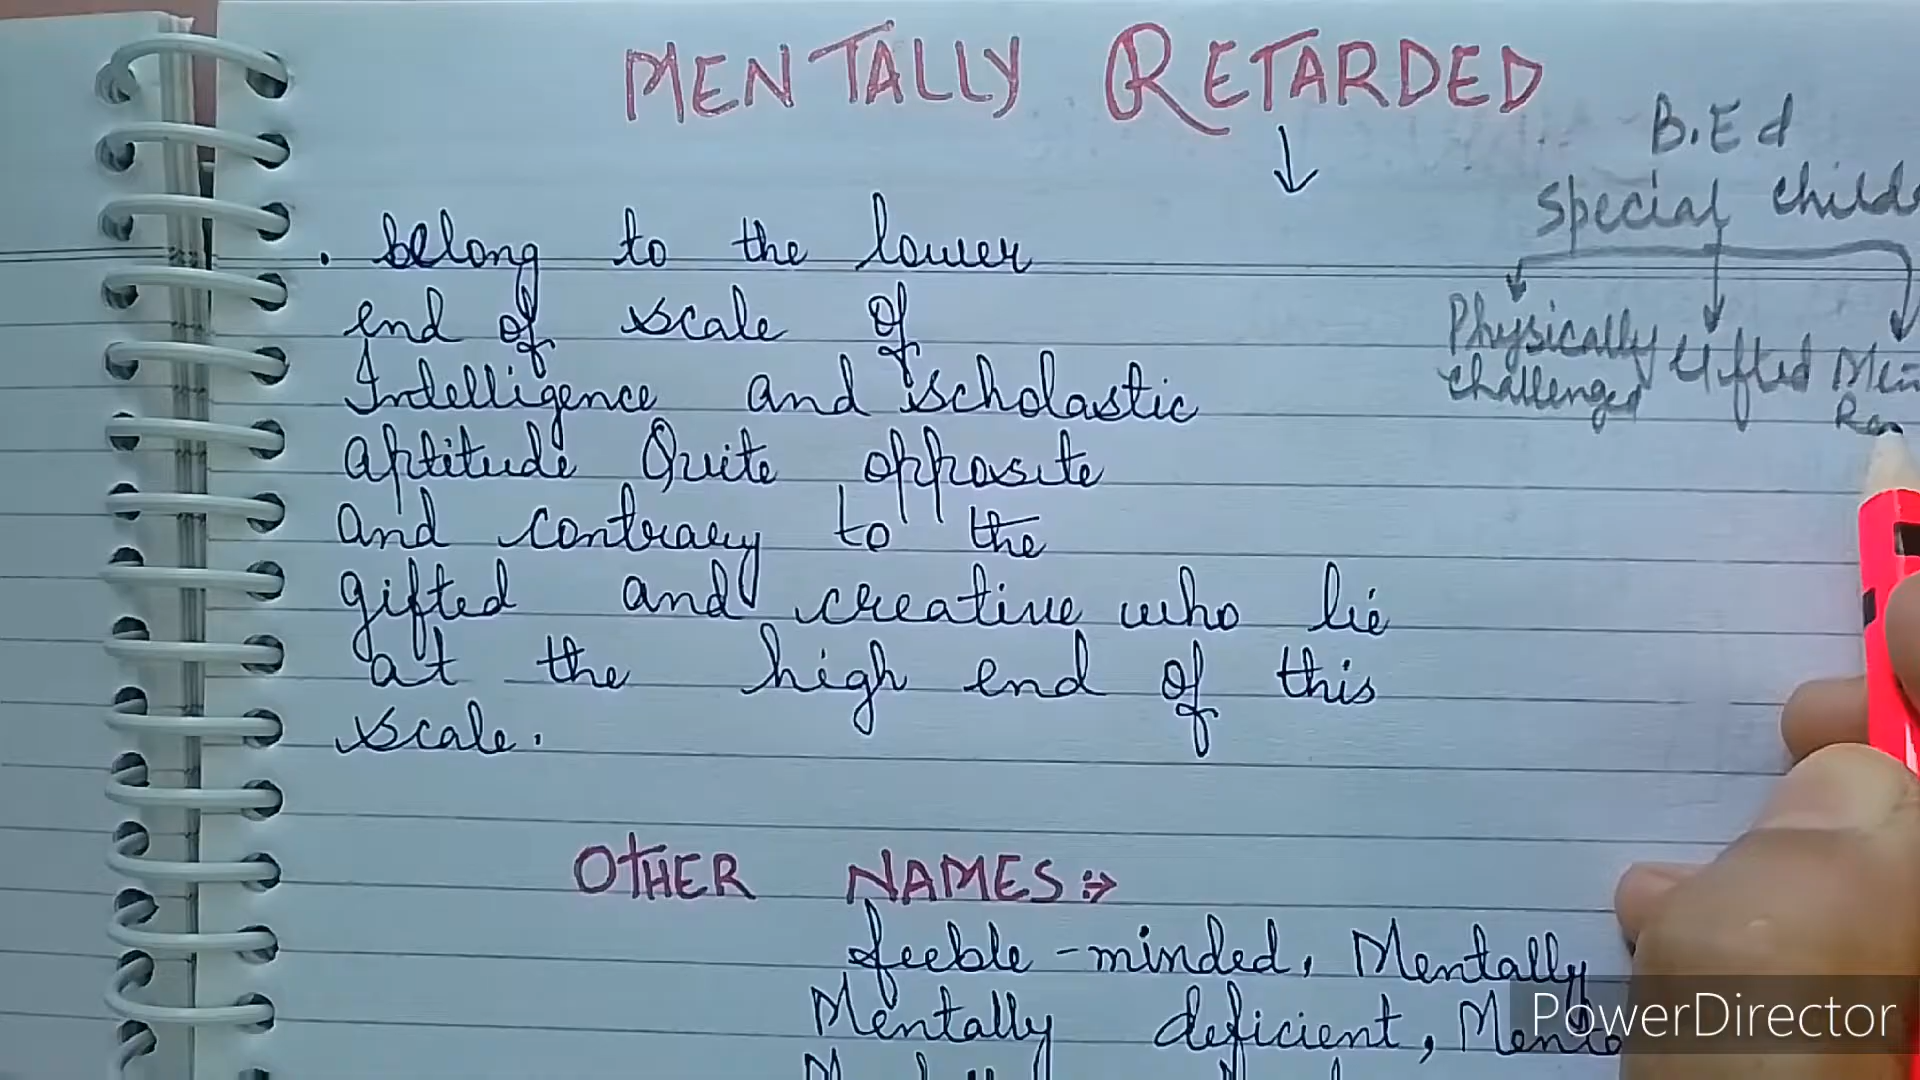 MENTALLY RETARDED
B.Ed
special child
Physically challenged
Gifted
. belong to the lower
end of scale of
Intelligence and scholastic
aptitude Quite opposite
and contrary to the
gifted and creative who lie
at the high end of this
scale.
OTHER NAMES :->
feeble-minded, Mentally
Mentally deficient,
PowerDirector